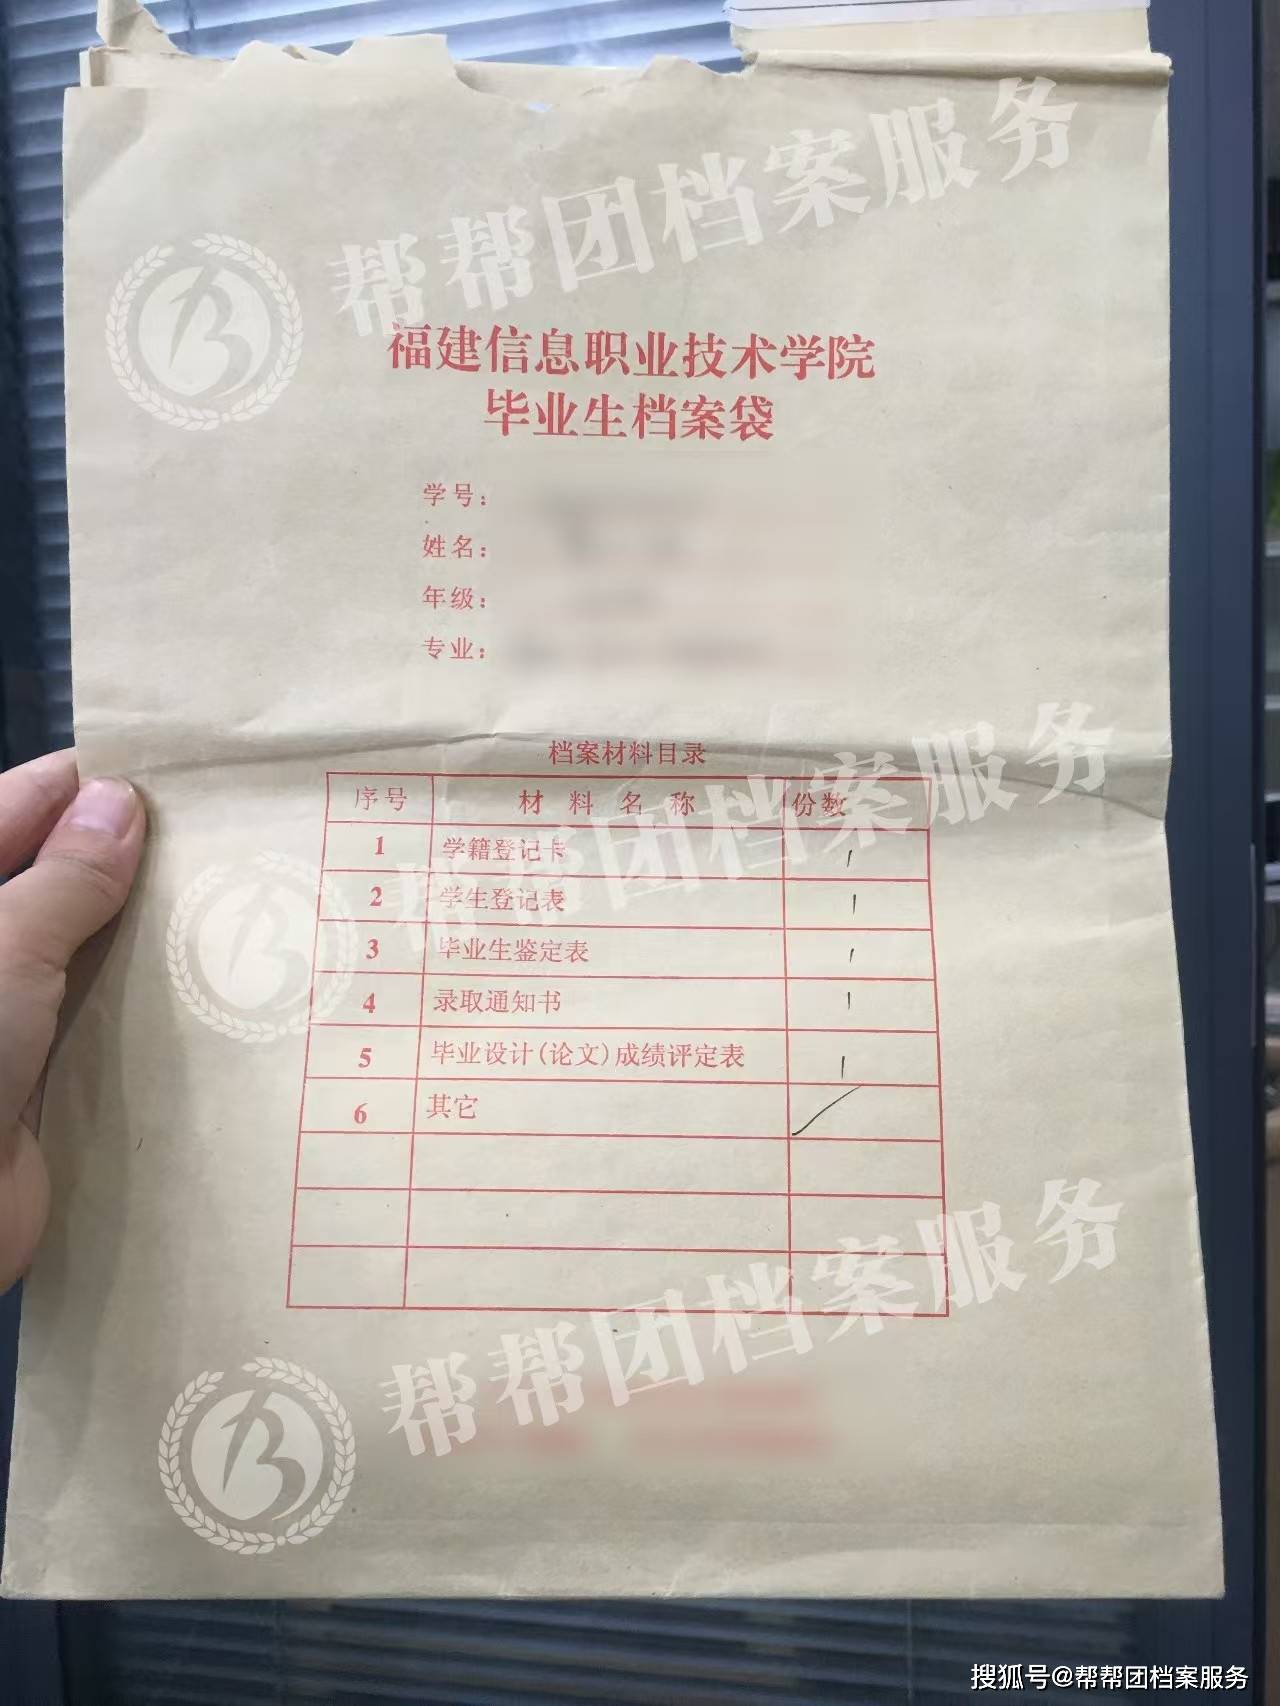 帮帮团档案服务
福建信息职业技术学院
毕业生档案袋
学号：
姓名：
年级：
专业：
档案材料目录
序号 材料名称 份数
1 学籍登记卡 1
2 学生登记表 1
3 毕业生鉴定表 1
4 录取通知书 1
5 毕业设计(论文)成绩评定表 1
6 其它
帮帮团档案服务
帮帮团档案服务
搜狐号@帮帮团档案服务